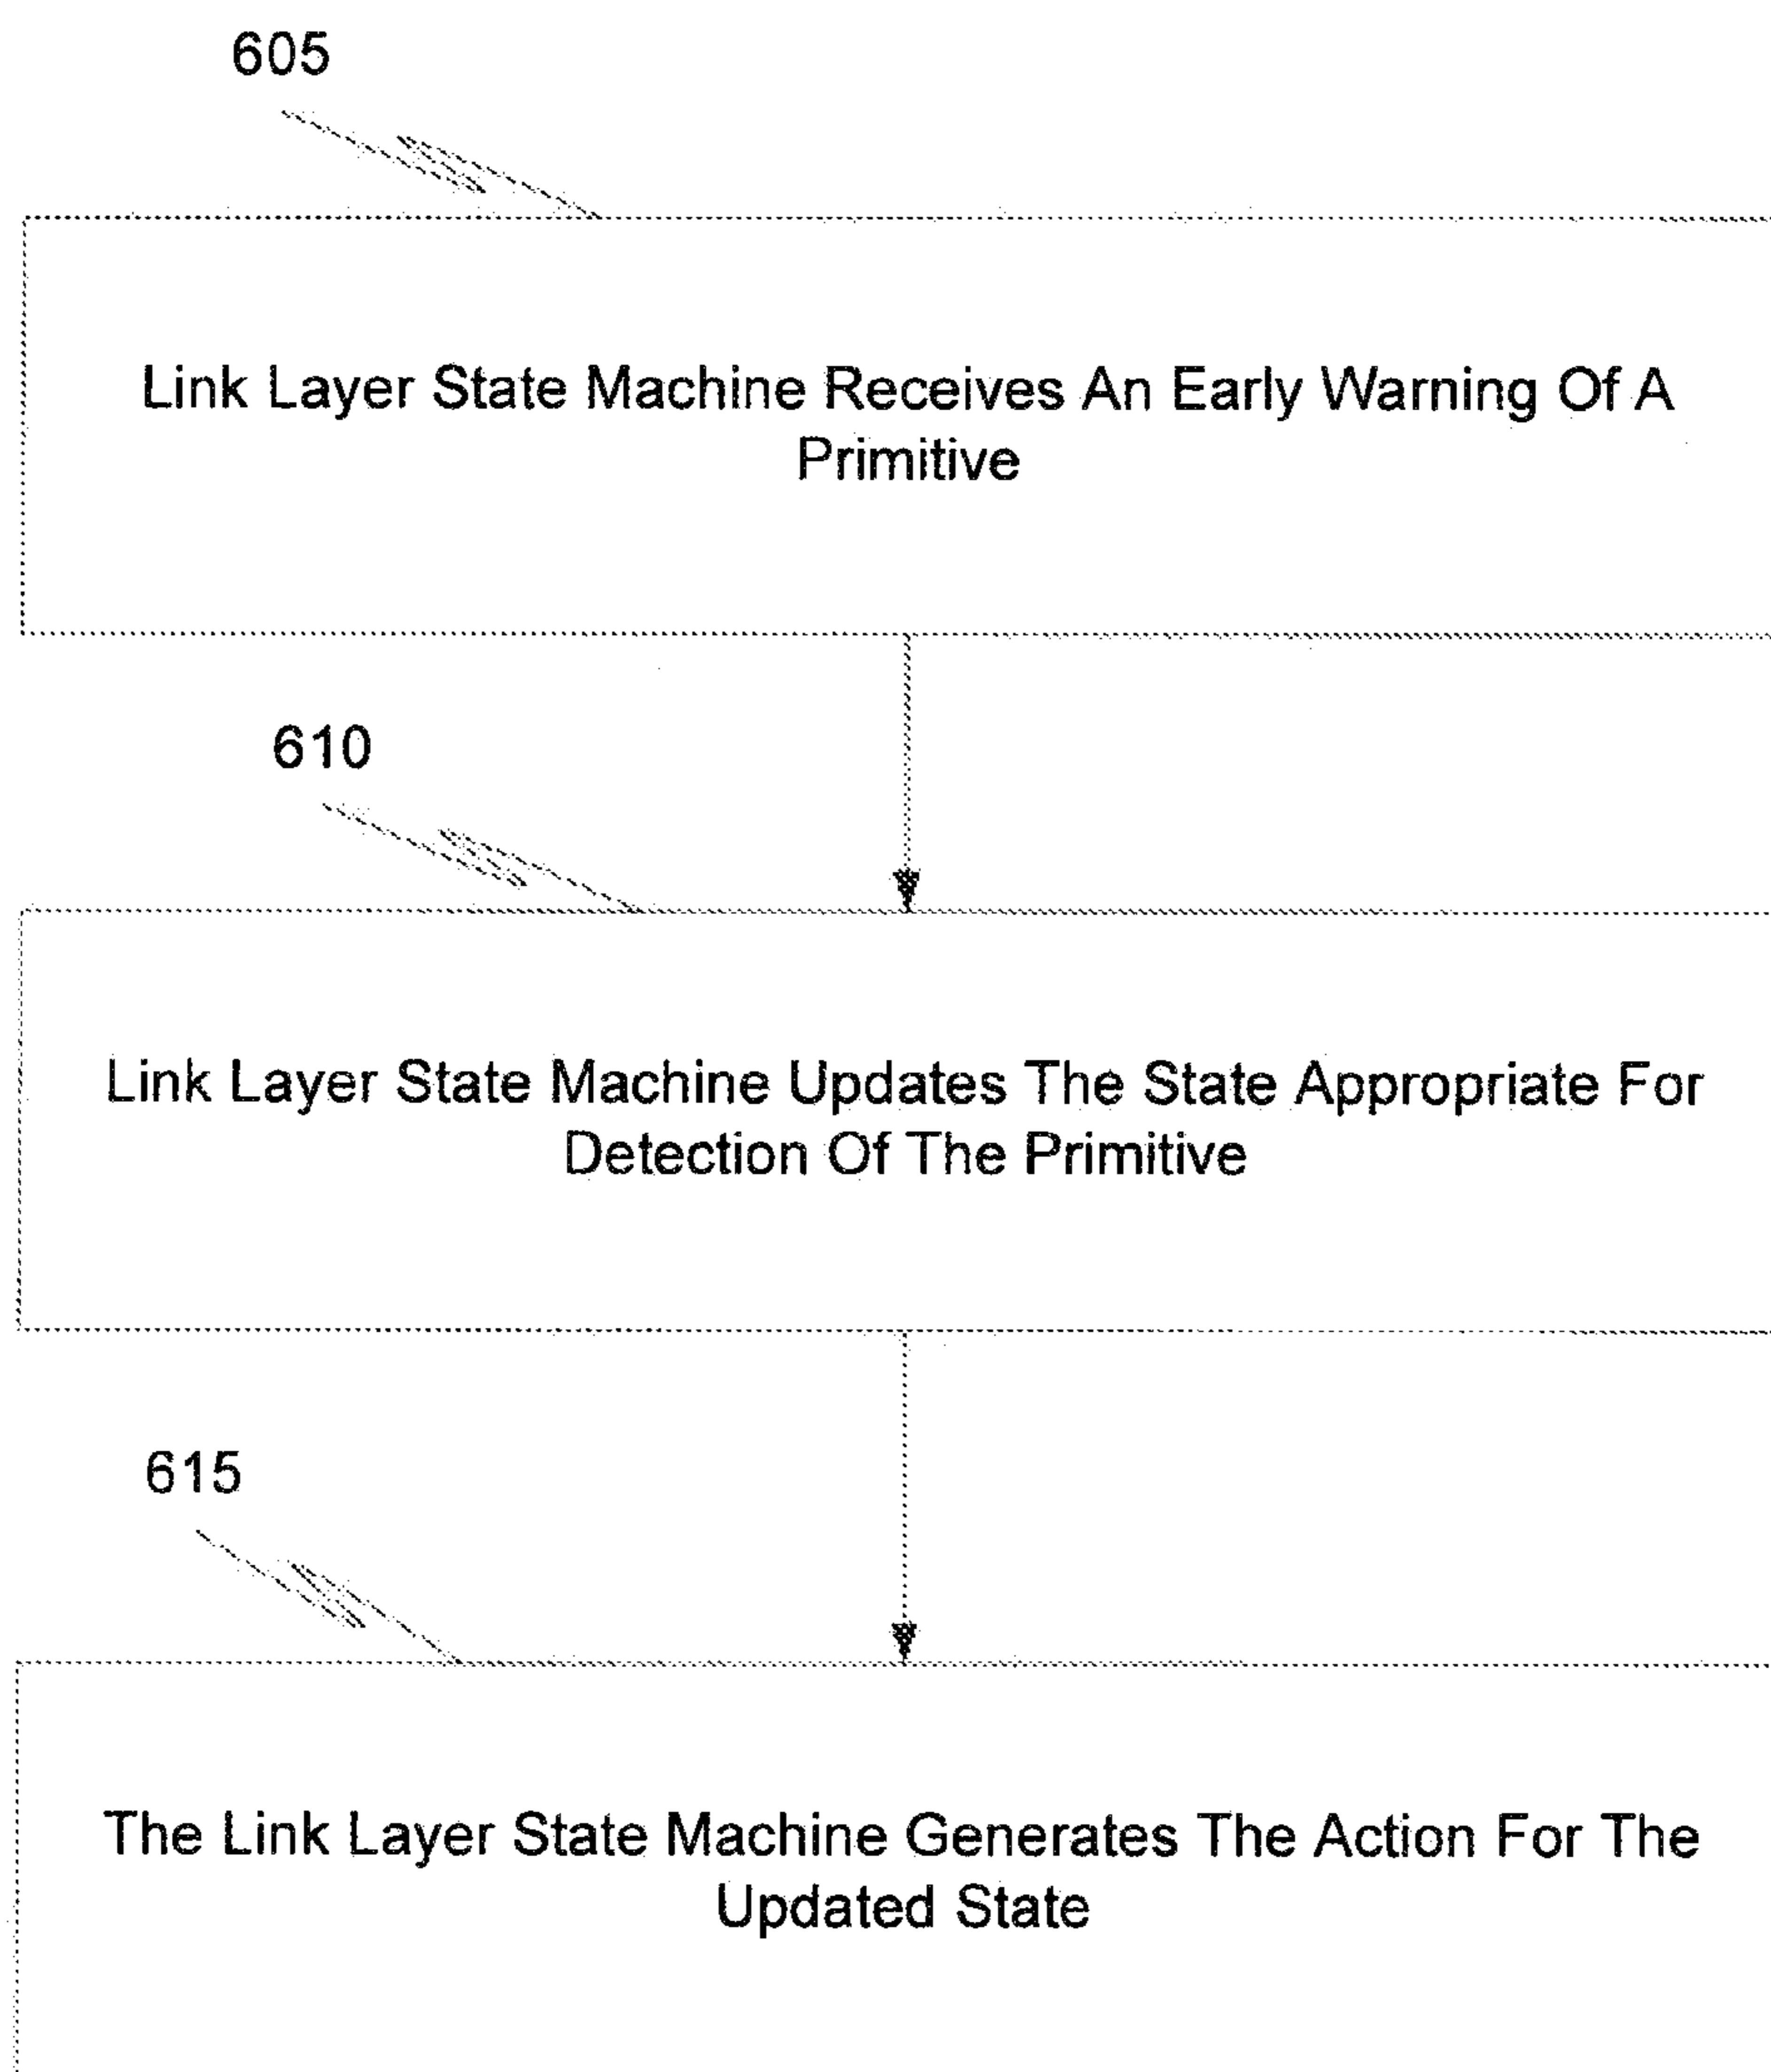 605
Link Layer State Machine Receives An Early Warning Of A
Primitive
610
Link Layer State Machine Updates The State Appropriate For
Detection Of The Primitive
615
The Link Layer State Machine Generates The Action For The
Updated State